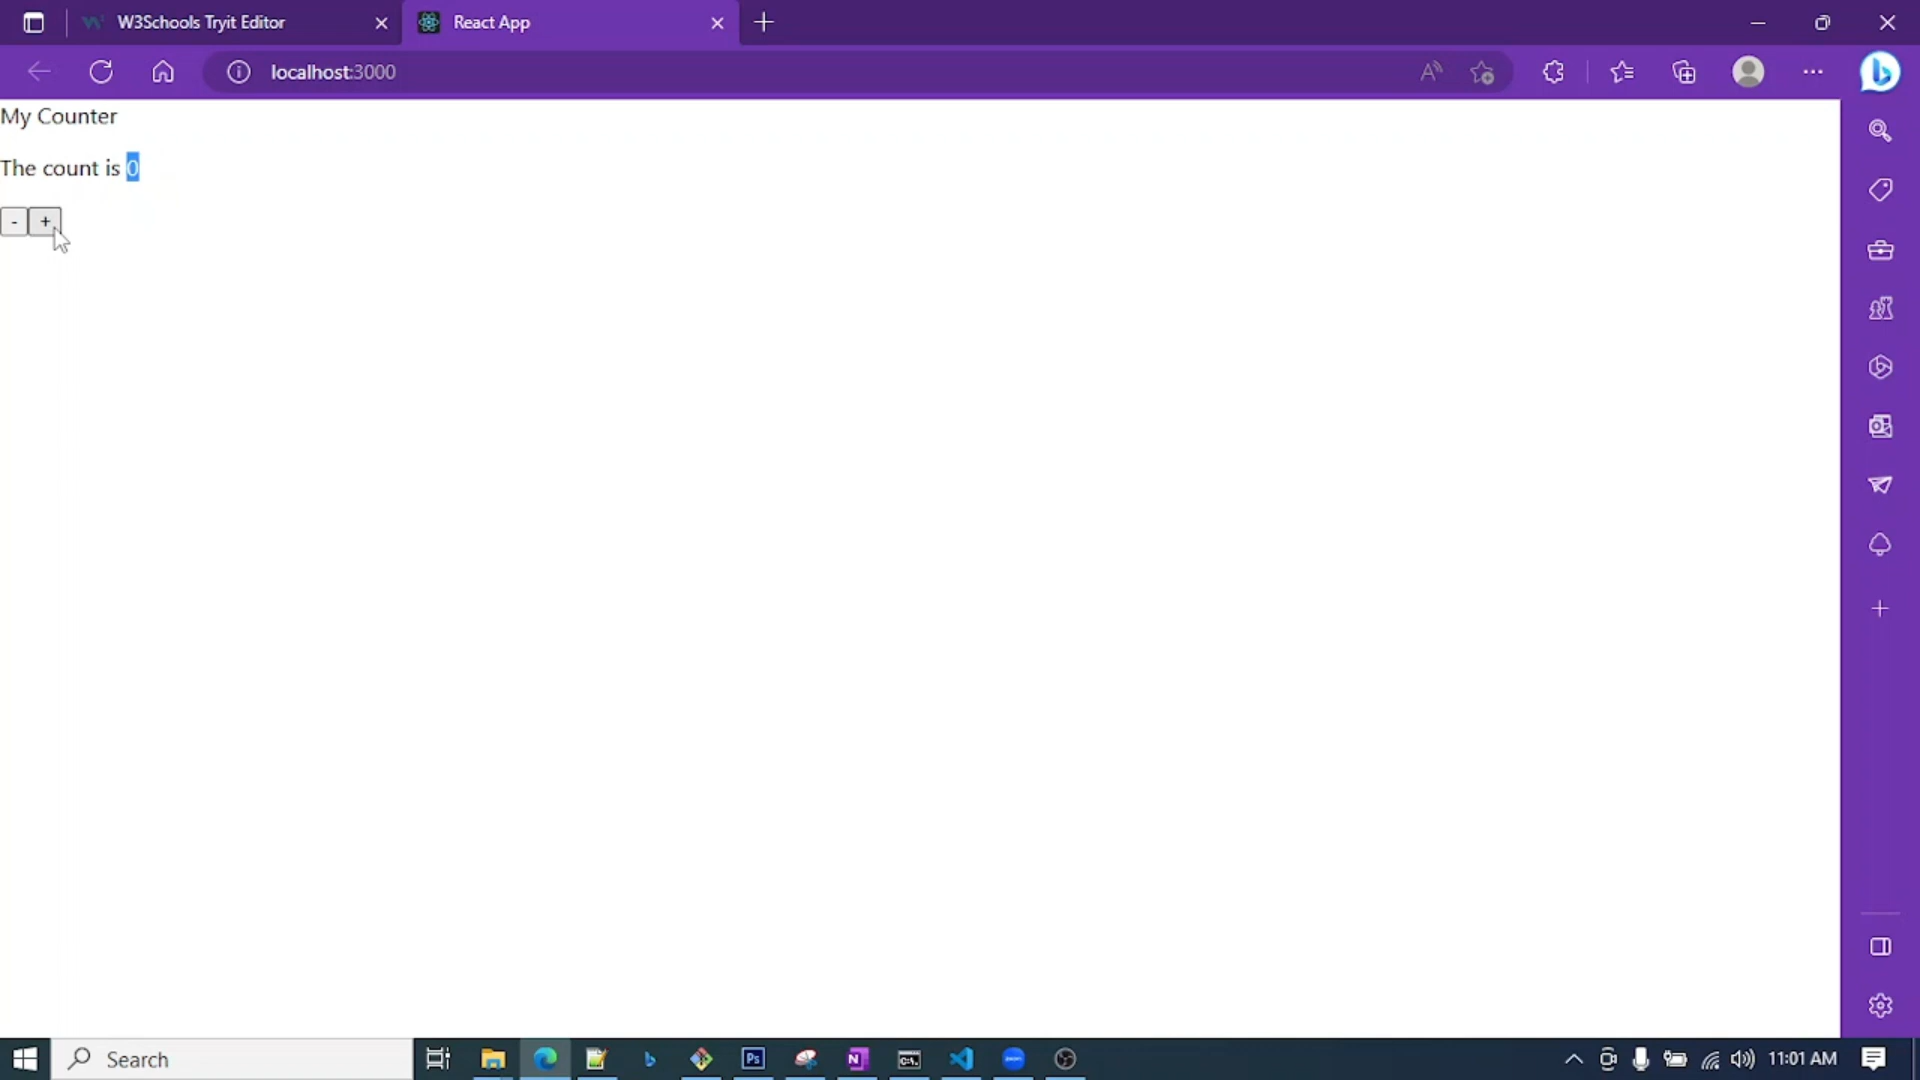 W3Schools Tryit Editor
React App
localhost:3000
My Counter
The count is 0
- +
Search
11:01 AM